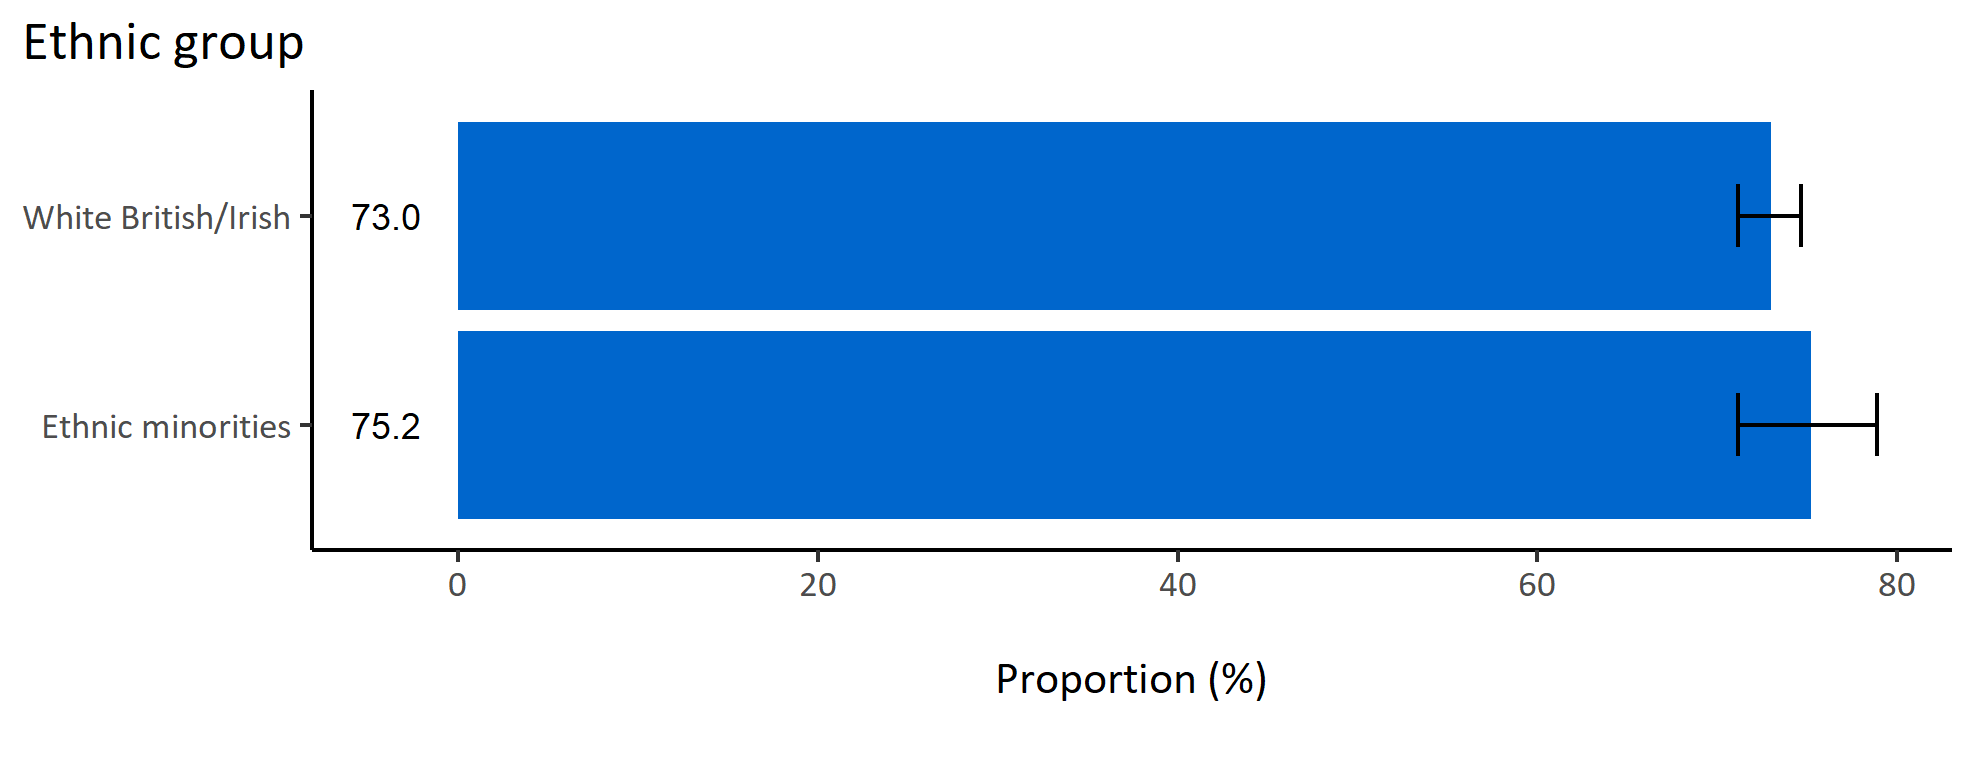 Ethnic group
White British/Irish 73.0
Ethnic minorities 75.2
0 20 40 60 80
Proportion (%)